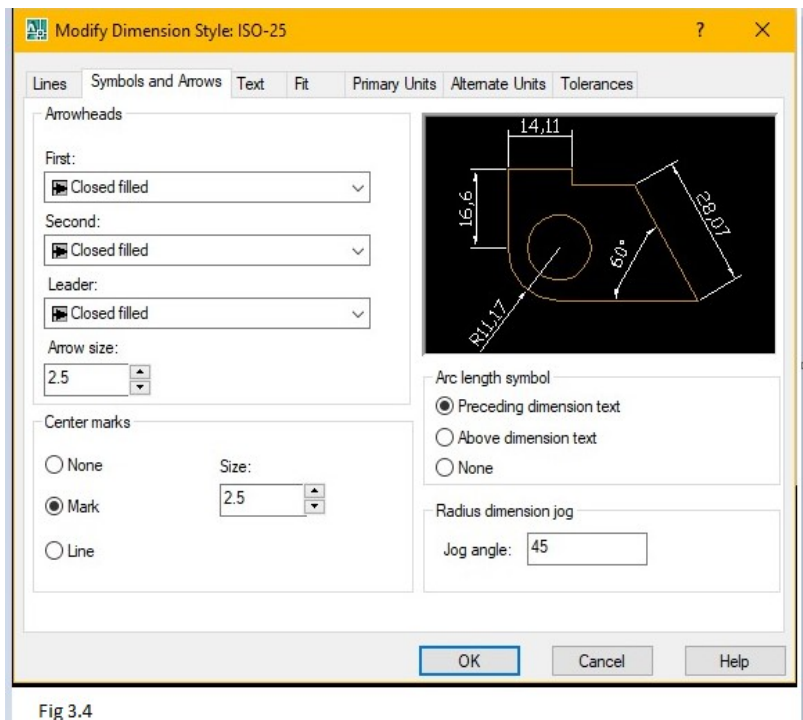 Modify Dimension Style: ISO-25 ? ×
Lines Symbols and Arrows Text Fit Primary Units Alternate Units Tolerances
Arrowheads
First:
Closed filled
Second:
Closed filled
Leader:
Closed filled
Arrow size:
2.5
14,11
16,6
28,07
60°
R11,17
Center marks
None
Mark
Line
Size:
2.5
Arc length symbol
Preceding dimension text
Above dimension text
None
Radius dimension jog
Jog angle: 45
OK Cancel Help
Fig 3.4